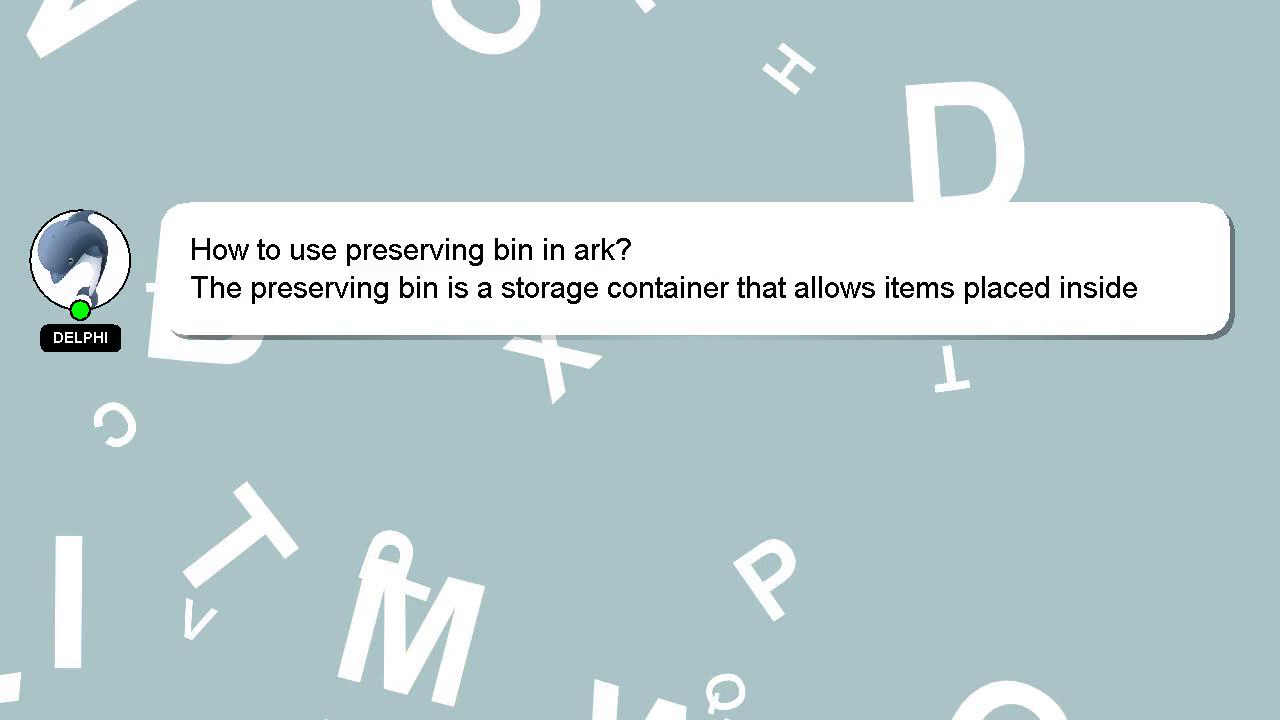 How to use preserving bin in ark?
The preserving bin is a storage container that allows items placed inside
DELPHI